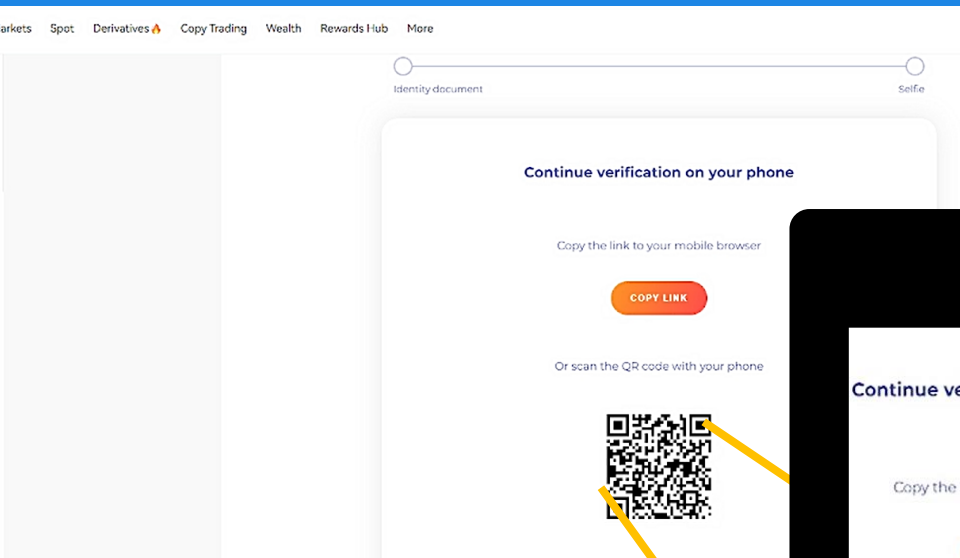 arkets Spot Derivatives🔥 Copy Trading Wealth Rewards Hub More
Identity document Selfie
Continue verification on your phone
Copy the link to your mobile browser
COPY LINK
Or scan the QR code with your phone
Continue ve
Copy the